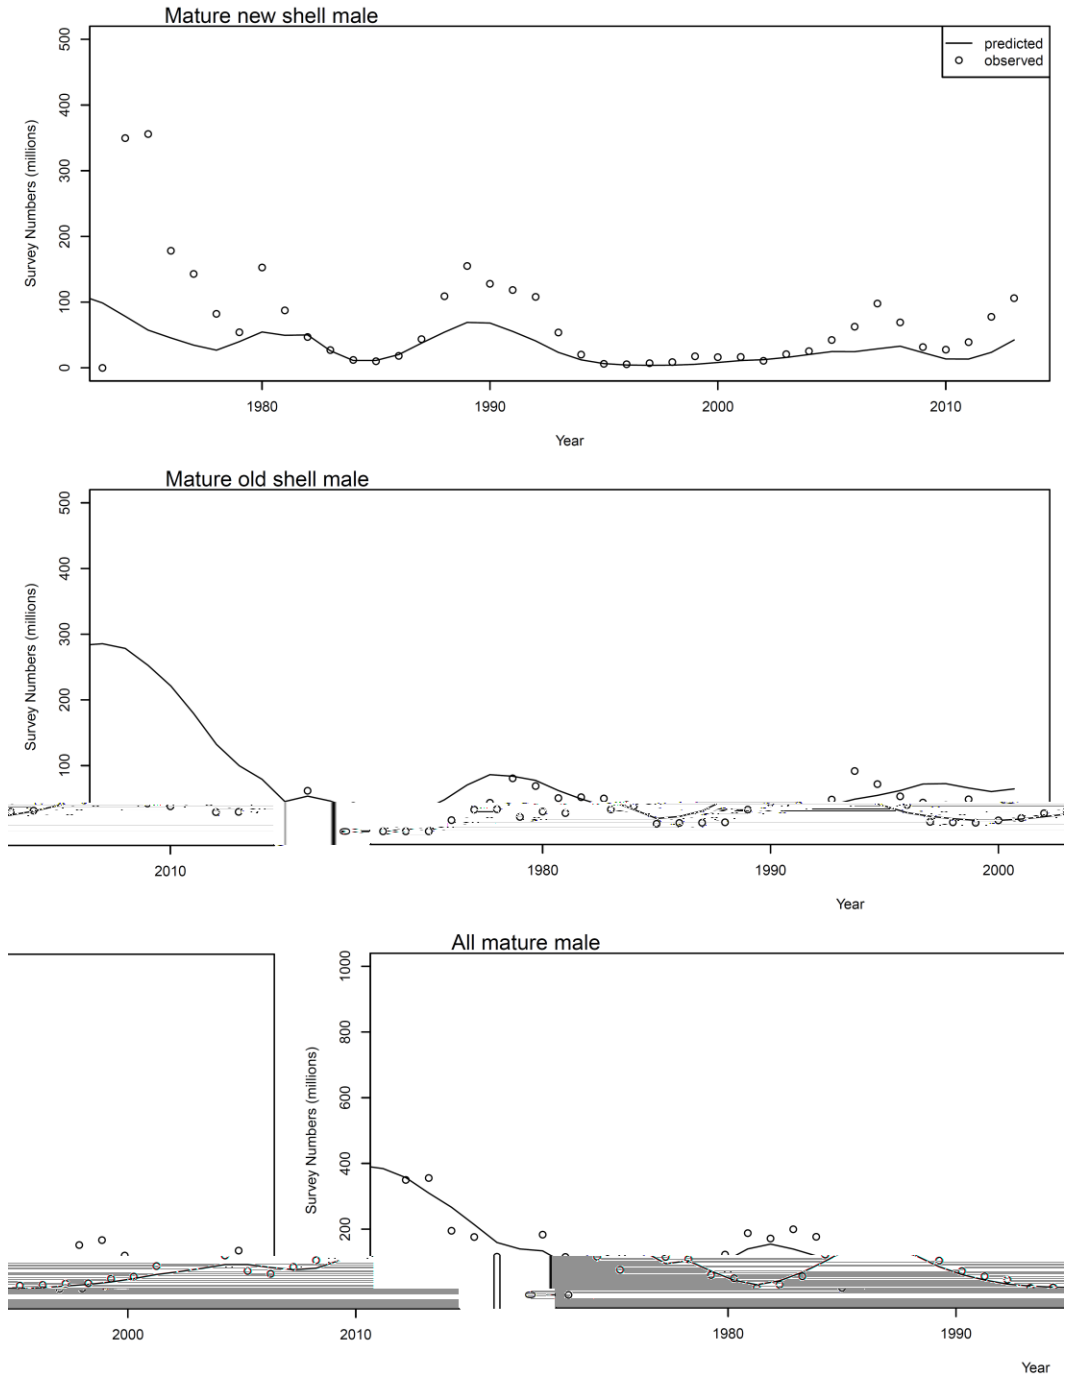 Mature new shell male
predicted
observed
Survey Numbers (millions)
500
400
300
200
100
0
1980
1990
2000
2010
Year
Mature old shell male
Survey Numbers (millions)
500
400
300
200
100
2010
1980
1990
2000
Year
All mature male
Survey Numbers (millions)
1000
800
600
400
200
2000
2010
1980
1990
Year